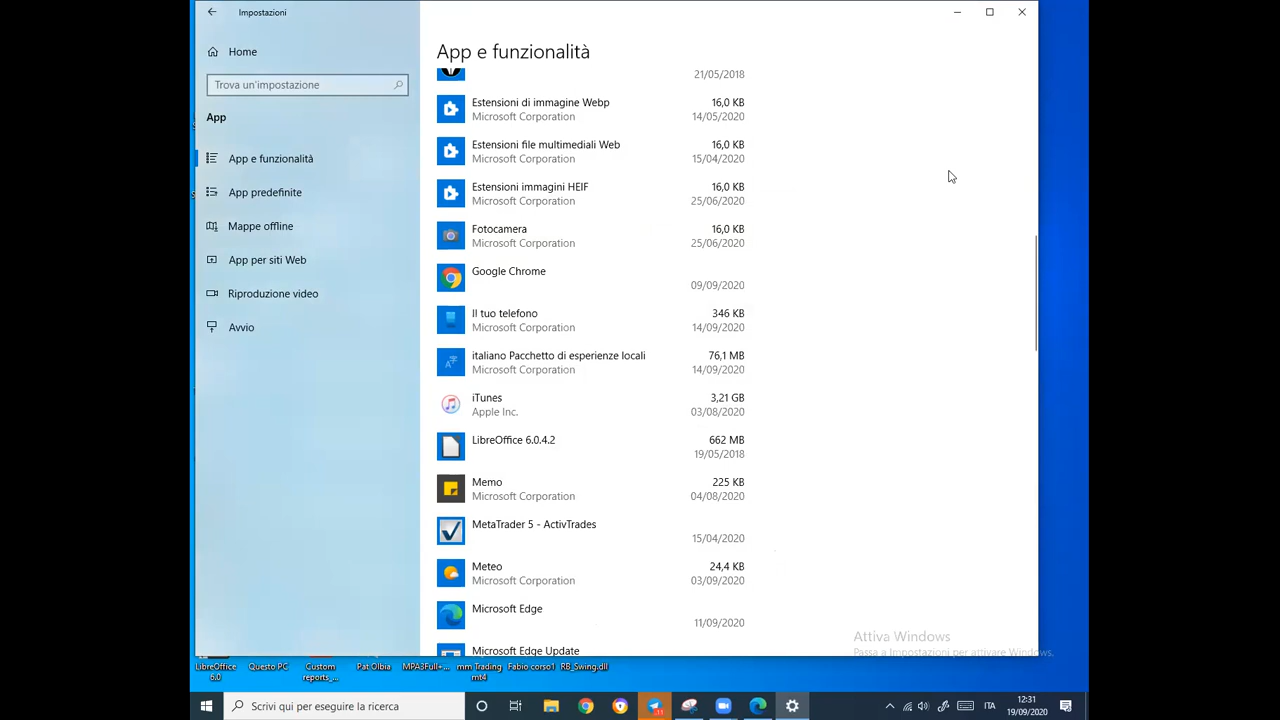 Impostazioni
Home
Trova un'impostazione
App
App e funzionalità
App predefinite
Mappe offline
App per siti Web
Riproduzione video
Avvio
App e funzionalità
21/05/2018
Estensioni di immagine Webp 16,0 KB
Microsoft Corporation 14/05/2020
Estensioni file multimediali Web 16,0 KB
Microsoft Corporation 15/04/2020
Estensioni immagini HEIF 16,0 KB
Microsoft Corporation 25/06/2020
Fotocamera 16,0 KB
Microsoft Corporation 25/06/2020
Google Chrome
09/09/2020
Il tuo telefono 346 KB
Microsoft Corporation 14/09/2020
italiano Pacchetto di esperienze locali 76,1 MB
Microsoft Corporation 14/09/2020
iTunes 3,21 GB
Apple Inc. 03/08/2020
LibreOffice 6.0.4.2 662 MB
19/05/2018
Memo 225 KB
Microsoft Corporation 04/08/2020
MetaTrader 5 - ActivTrades
15/04/2020
Meteo 24,4 KB
Microsoft Corporation 03/09/2020
Microsoft Edge
11/09/2020
Microsoft Edge Update
Attiva Windows
Passa a Impostazioni per attivare Windows.
LibreOffice 6.0
Questo PC
Custom reports_...
Pat Olbia
MPA3Full+...
mm Trading mt4
Fabio corso1
RB_Swing.dll
Scrivi qui per eseguire la ricerca
31
ITA
12:31
19/09/2020